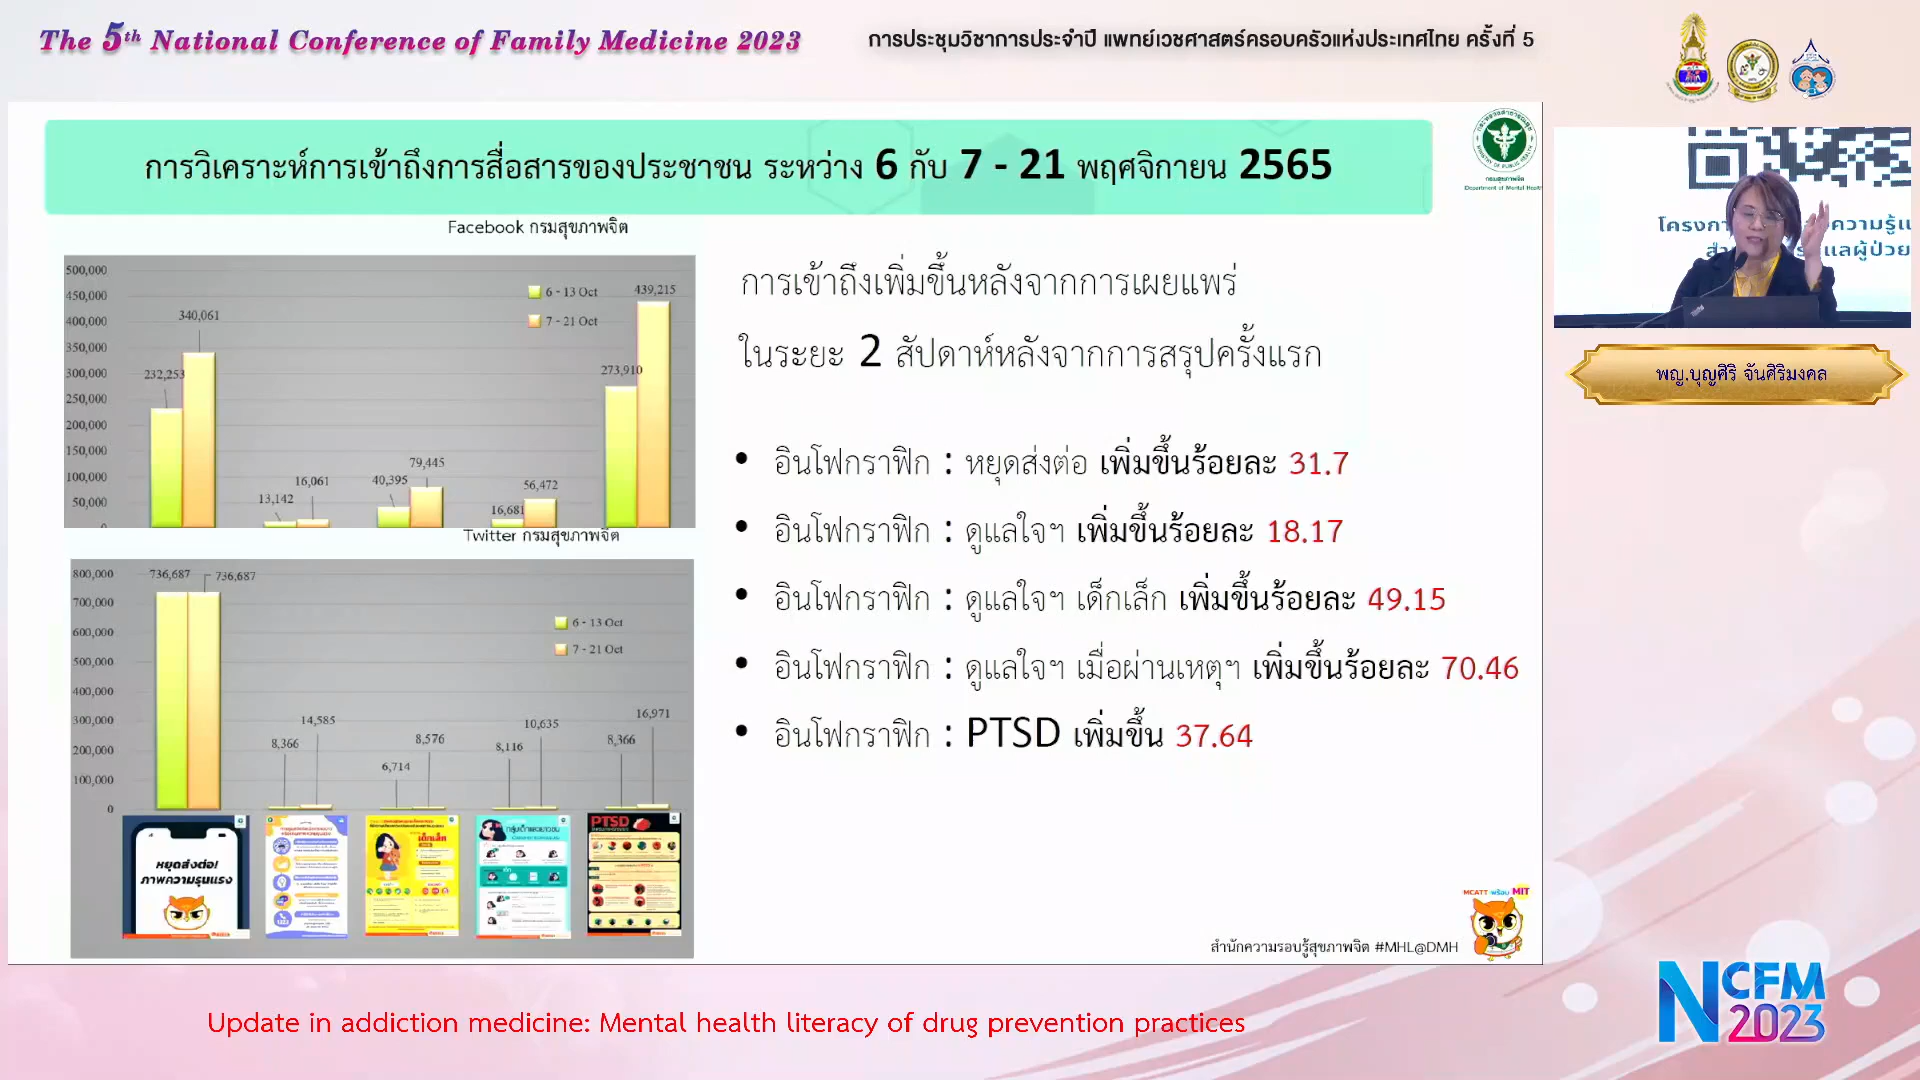 The 5th National Conference of Family Medicine 2023
การประชุมวิชาการประจำปี แพทย์เวชศาสตร์ครอบครัวแห่งประเทศไทย ครั้งที่ 5
การวิเคราะห์การเข้าถึงการสื่อสารของประชาชน ระหว่าง 6 กับ 7 - 21 พฤศจิกายน 2565
กรมสุขภาพจิต
Department of Mental Health
Facebook กรมสุขภาพจิต
500,000
450,000
400,000
350,000
300,000
250,000
200,000
150,000
100,000
50,000
0
6 - 13 Oct
7 - 21 Oct
232,253
340,061
13,142
16,061
40,395
79,445
16,681
56,472
273,910
439,215
Twitter กรมสุขภาพจิต
800,000
700,000
600,000
500,000
400,000
300,000
200,000
100,000
0
6 - 13 Oct
7 - 21 Oct
736,687
736,687
8,366
14,585
6,714
8,576
8,116
10,635
8,366
16,971
หยุดส่งต่อ!
ภาพความรุนแรง
เด็กเล็ก
PTSD
การเข้าถึงเพิ่มขึ้นหลังจากการเผยแพร่
ในระยะ 2 สัปดาห์หลังจากการสรุปครั้งแรก
• อินโฟกราฟิก : หยุดส่งต่อ เพิ่มขึ้นร้อยละ 31.7
• อินโฟกราฟิก : ดูแลใจฯ เพิ่มขึ้นร้อยละ 18.17
• อินโฟกราฟิก : ดูแลใจฯ เด็กเล็ก เพิ่มขึ้นร้อยละ 49.15
• อินโฟกราฟิก : ดูแลใจฯ เมื่อผ่านเหตุฯ เพิ่มขึ้นร้อยละ 70.46
• อินโฟกราฟิก : PTSD เพิ่มขึ้น 37.64
MCATT พร้อม MIT
สำนักความรอบรู้สุขภาพจิต #MHL@DMH
พญ.บุญศิริ จันศิริมงคล
Update in addiction medicine: Mental health literacy of drug prevention practices
NCFM
2023